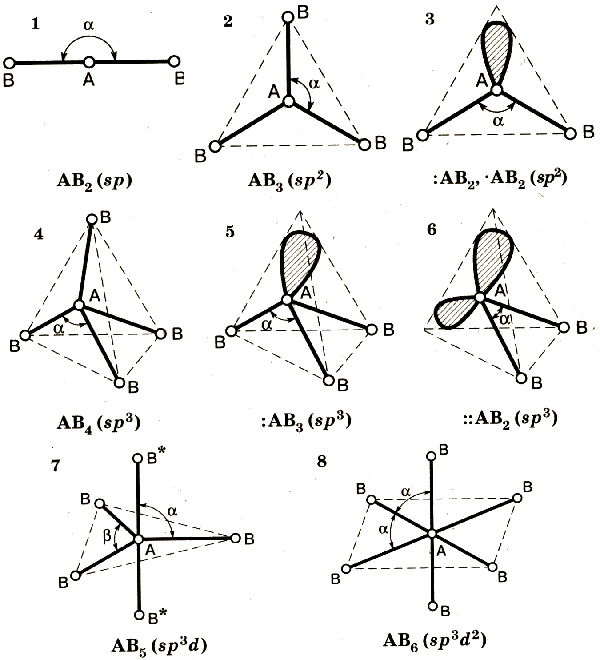 1
α
B A B
AB₂ (sp)
2
B
A α
B B
AB₃ (sp²)
3
A
α
B B
:AB₂, ·AB₂ (sp²)
4
B
A
α
B B
B
AB₄ (sp³)
5
A
α
B B
B
:AB₃ (sp³)
6
A
α
B
B
::AB₂ (sp³)
7
B*
B α
β A B
B
B*
AB₅ (sp³d)
8
B
B α B
α A
B B
B
AB₆ (sp³d²)